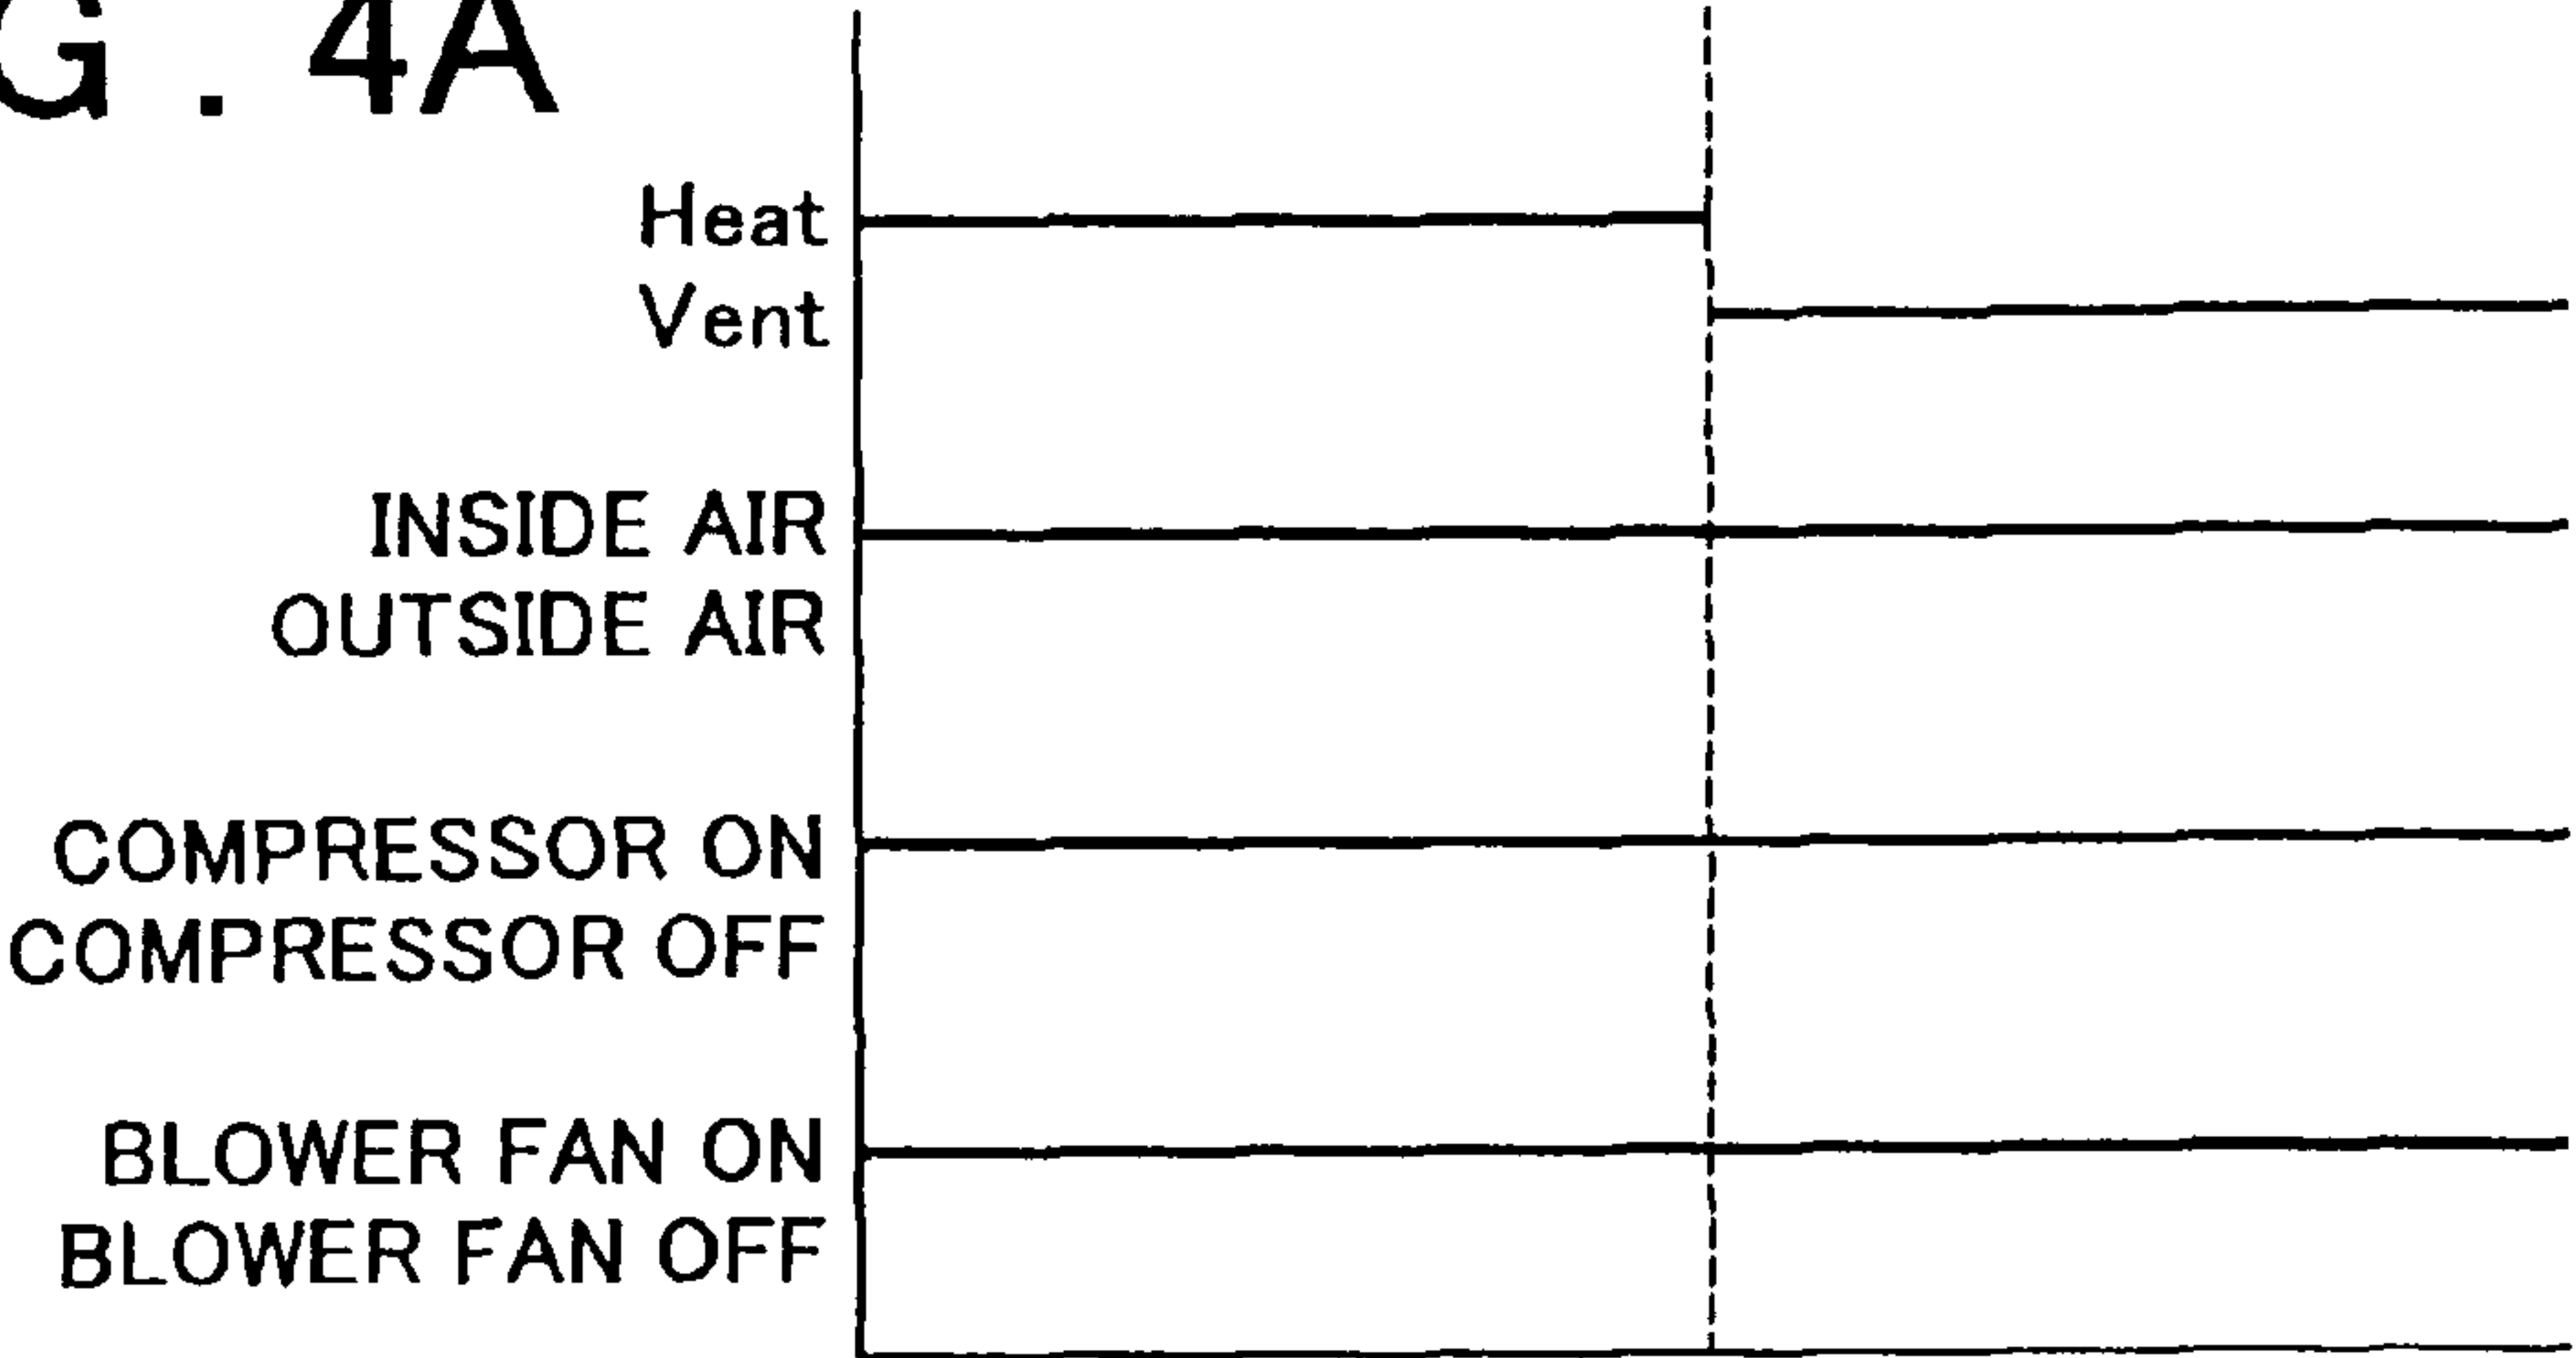 G. 4A
Heat
Vent
INSIDE AIR
OUTSIDE AIR
COMPRESSOR ON
COMPRESSOR OFF
BLOWER FAN ON
BLOWER FAN OFF